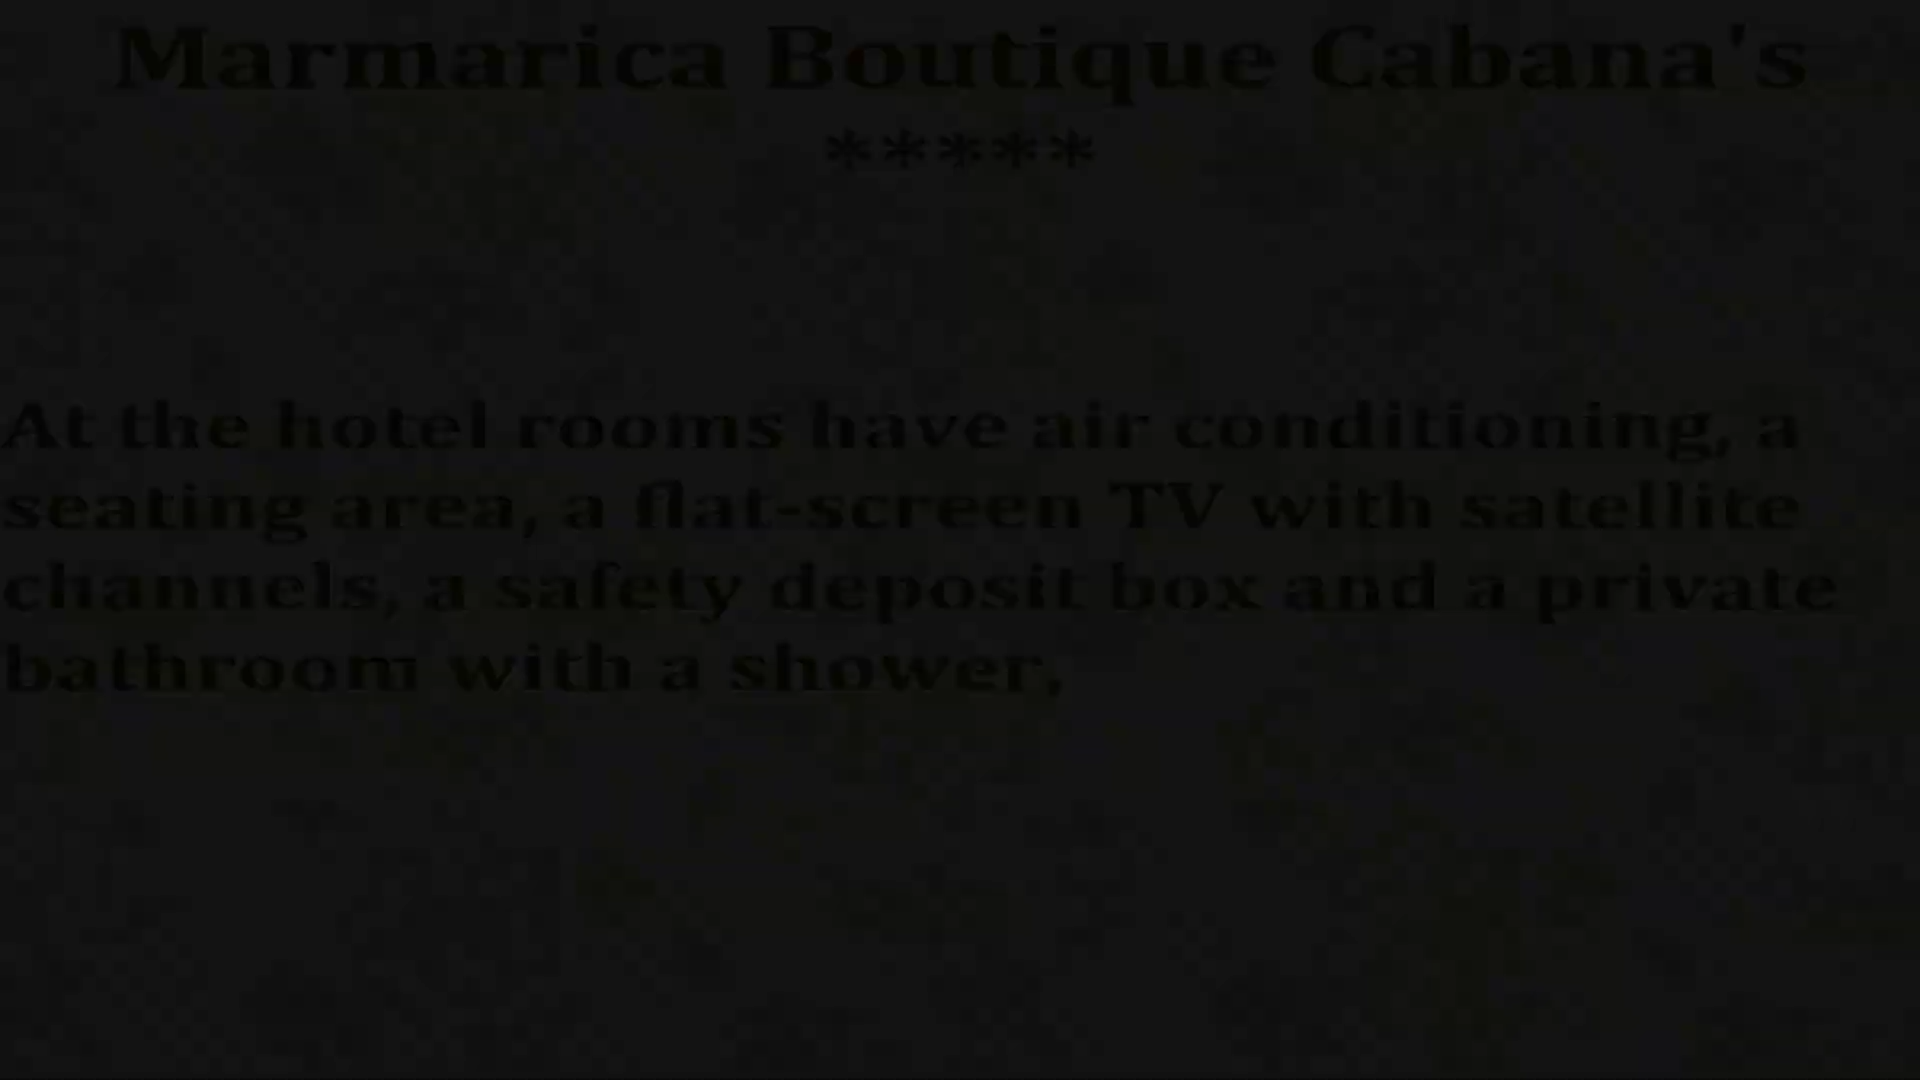 Marmarica Boutique Cabana's
*****
At the hotel rooms have air conditioning, a
seating area, a flat-screen TV with satellite
channels, a safety deposit box and a private
bathroom with a shower,